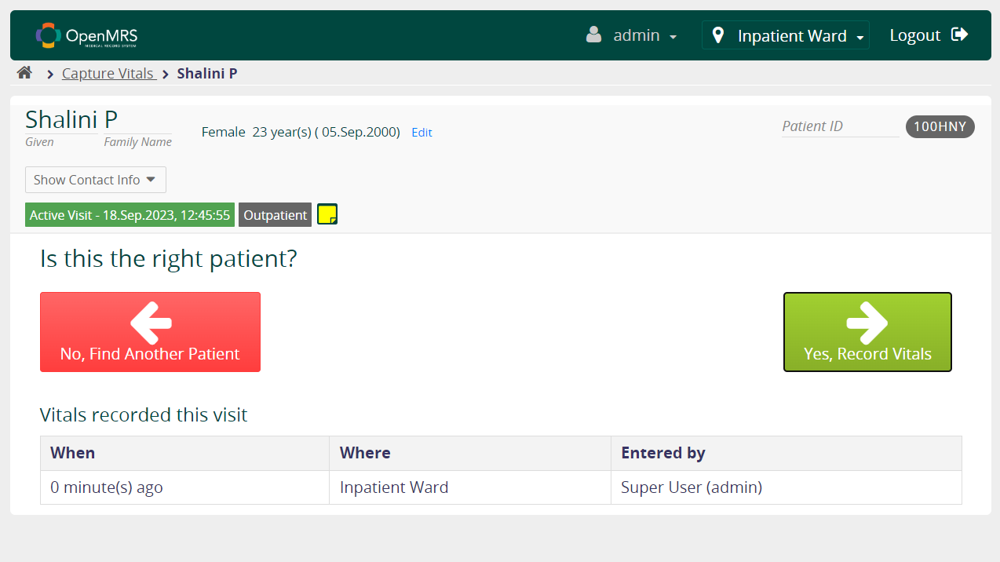 OpenMRS
MEDICAL RECORD SYSTEM
admin
Inpatient Ward
Logout
Capture Vitals
Shalini P
Shalini P
Given
Family Name
Female 23 year(s) ( 05.Sep.2000) Edit
Patient ID
100HNY
Show Contact Info
Active Visit - 18.Sep.2023, 12:45:55
Outpatient
Is this the right patient?
No, Find Another Patient
Yes, Record Vitals
Vitals recorded this visit
When Where Entered by
0 minute(s) ago Inpatient Ward Super User (admin)